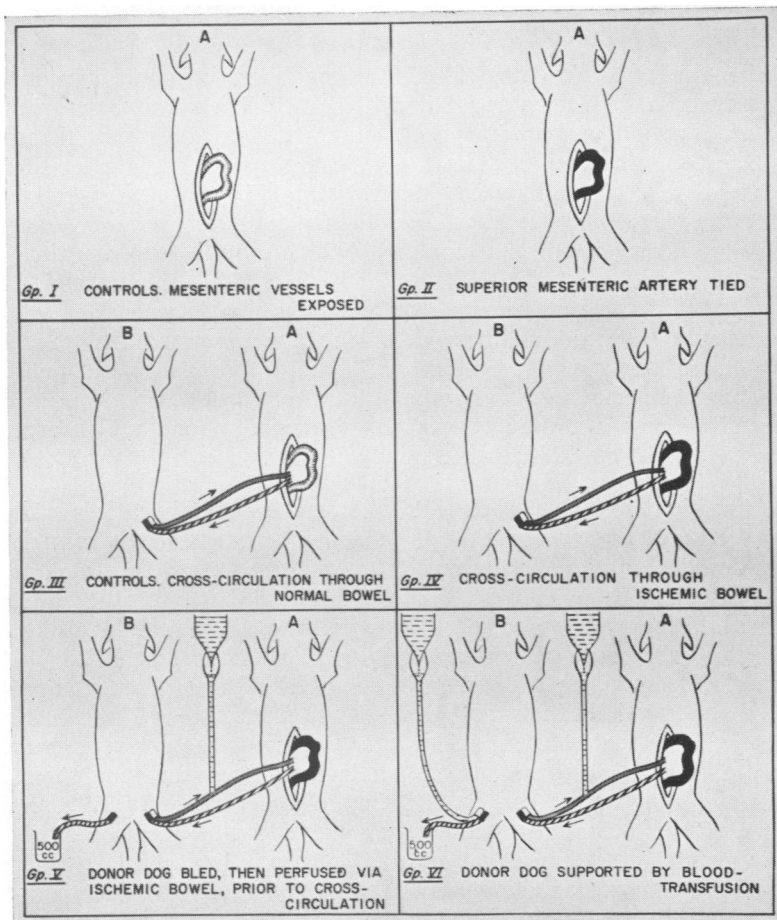 A
Gp. I CONTROLS. MESENTERIC VESSELS
EXPOSED
A
Gp. II SUPERIOR MESENTERIC ARTERY TIED
B A
Gp. III CONTROLS. CROSS-CIRCULATION THROUGH
NORMAL BOWEL
B A
Gp. IV CROSS-CIRCULATION THROUGH
ISCHEMIC BOWEL
B A
500
CC
Gp. V DONOR DOG BLED, THEN PERFUSED VIA
ISCHEMIC BOWEL, PRIOR TO CROSS-
CIRCULATION
B A
500
CC
Gp. VI DONOR DOG SUPPORTED BY BLOOD-
TRANSFUSION